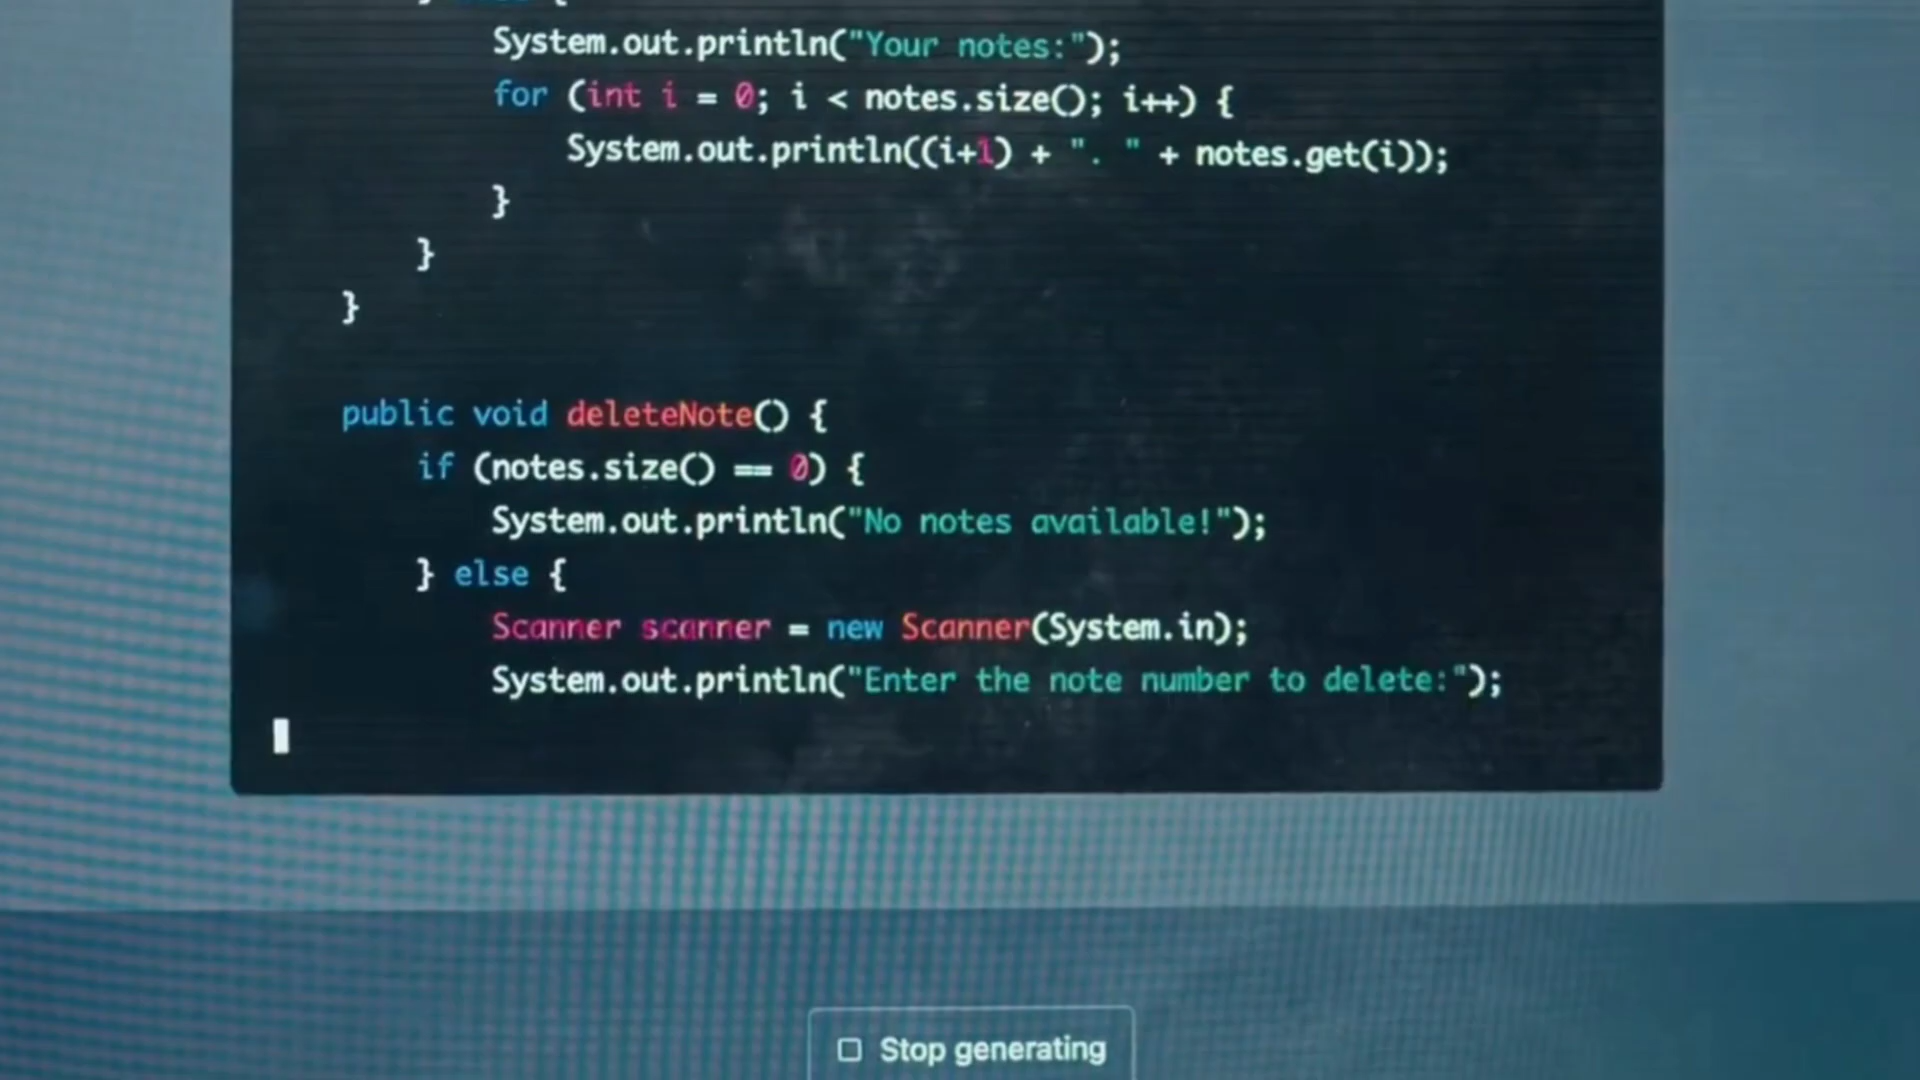 } else {
System.out.println("Your notes:");
for (int i = 0; i < notes.size(); i++) {
System.out.println((i+1) + ". " + notes.get(i));
}
}
}
public void deleteNote() {
if (notes.size() == 0) {
System.out.println("No notes available!");
} else {
Scanner scanner = new Scanner(System.in);
System.out.println("Enter the note number to delete:");
Stop generating